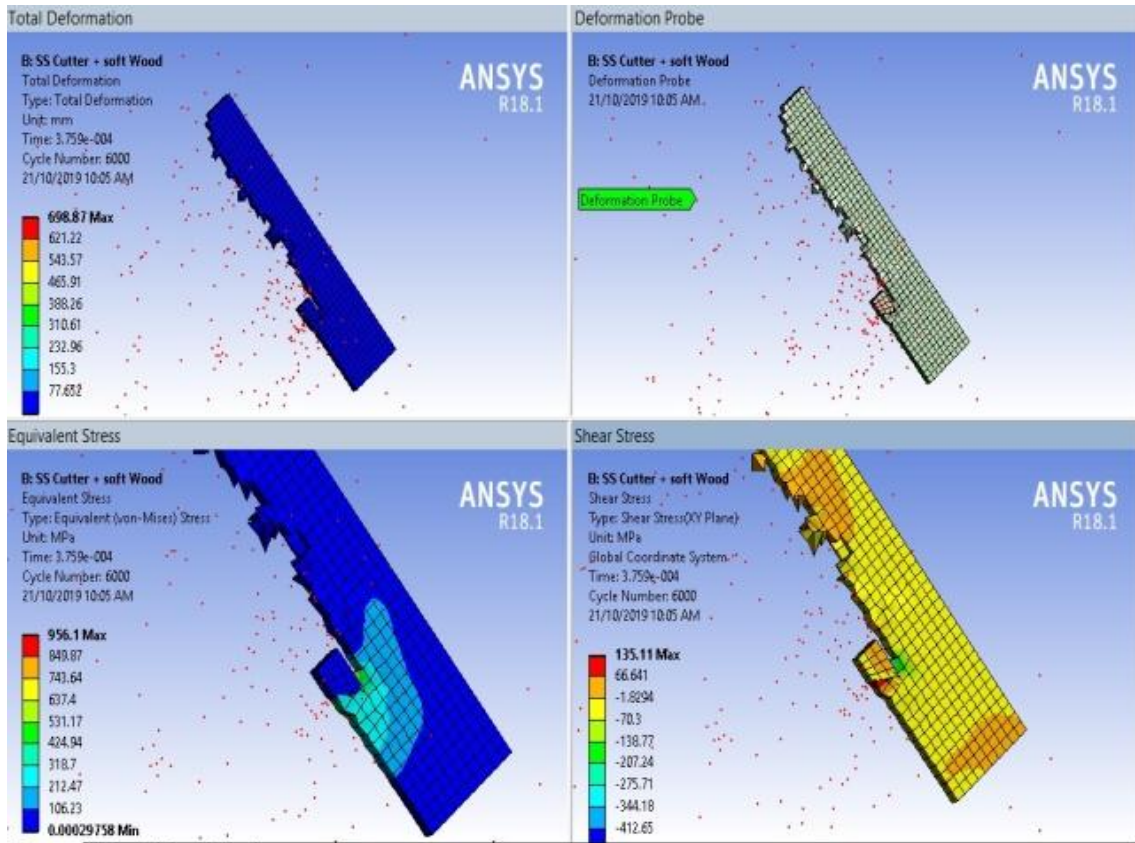 Total Deformation
B: SS Cutter + soft Wood
Total Deformation
Type: Total Deformation
Unit: mm
Time: 3.759e-004
Cycle Number: 6000
21/10/2019 10:05 AM
ANSYS
R18.1
698.87 Max
621.22
543.57
465.91
388.26
310.61
232.96
155.3
77.652
Deformation Probe
B: SS Cutter + soft Wood
Deformation Probe
21/10/2019 10:05 AM
ANSYS
R18.1
Deformation Probe
Equivalent Stress
B: SS Cutter + soft Wood
Equivalent Stress
Type: Equivalent (von-Mises) Stress
Unit: MPa
Time: 3.759e-004
Cycle Number: 6000
21/10/2019 10:05 AM
ANSYS
R18.1
956.1 Max
849.87
743.64
637.4
531.17
424.94
318.7
212.47
106.23
0.00029758 Min
Shear Stress
B: SS Cutter + soft Wood
Shear Stress
Type: Shear Stress(XY Plane)
Unit: MPa
Global Coordinate System
Time: 3.759e-004
Cycle Number: 6000
21/10/2019 10:05 AM
ANSYS
R18.1
135.11 Max
66.641
-1.8294
-70.3
-138.77
-207.24
-275.71
-344.18
-412.65